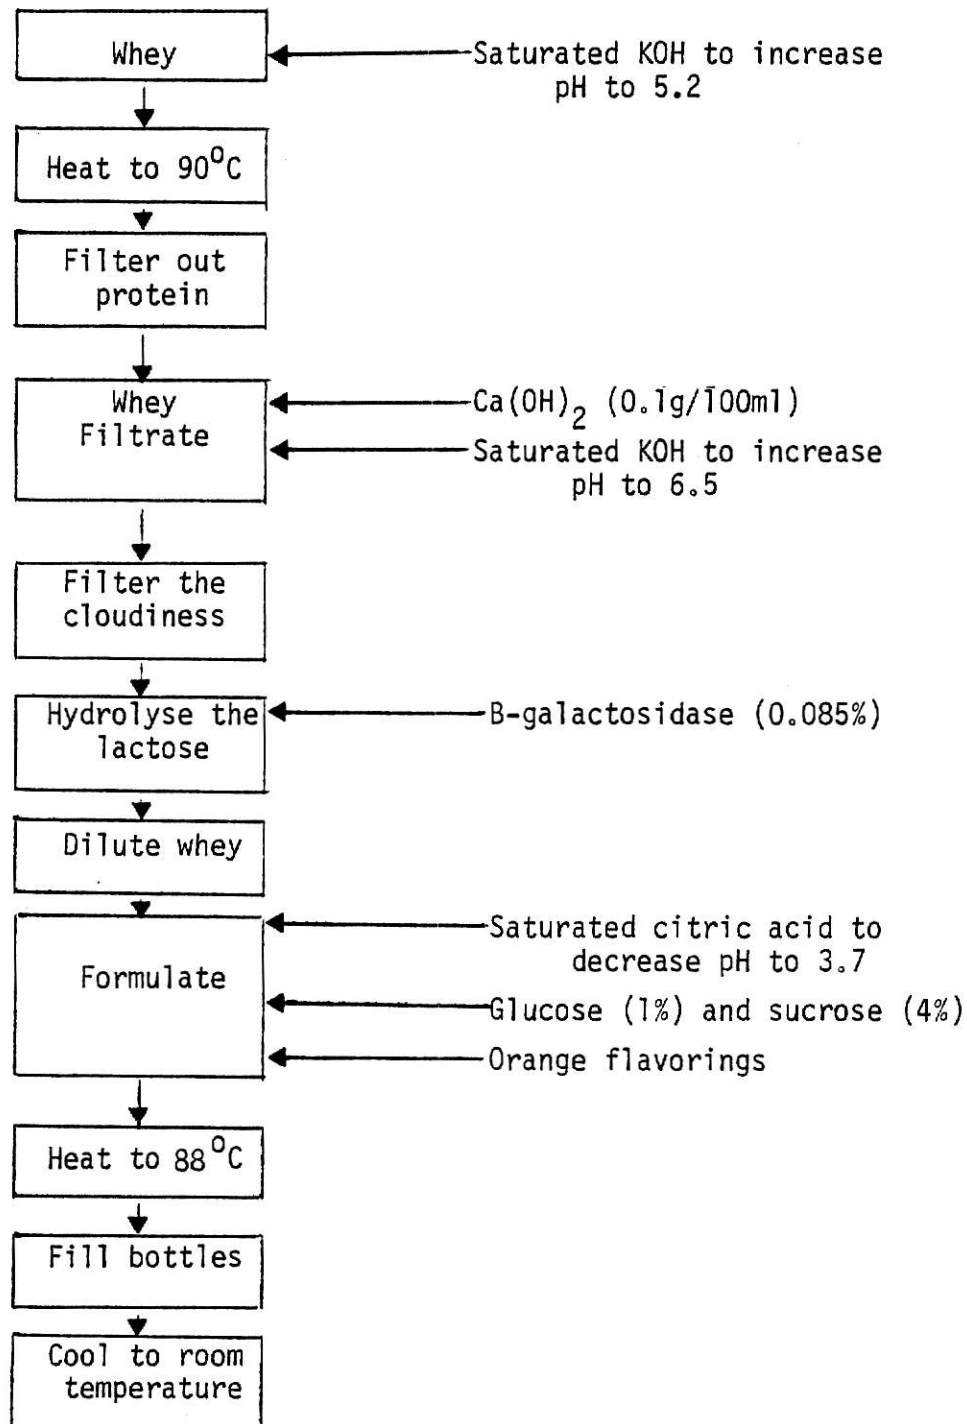 Whey
Saturated KOH to increase
pH to 5.2
Heat to 90°C
Filter out
protein
Whey
Filtrate
Ca(OH)2 (0.1g/100ml)
Saturated KOH to increase
pH to 6.5
Filter the
cloudiness
Hydrolyse the
lactose
B-galactosidase (0.085%)
Dilute whey
Formulate
Saturated citric acid to
decrease pH to 3.7
Glucose (1%) and sucrose (4%)
Orange flavorings
Heat to 88°C
Fill bottles
Cool to room
temperature